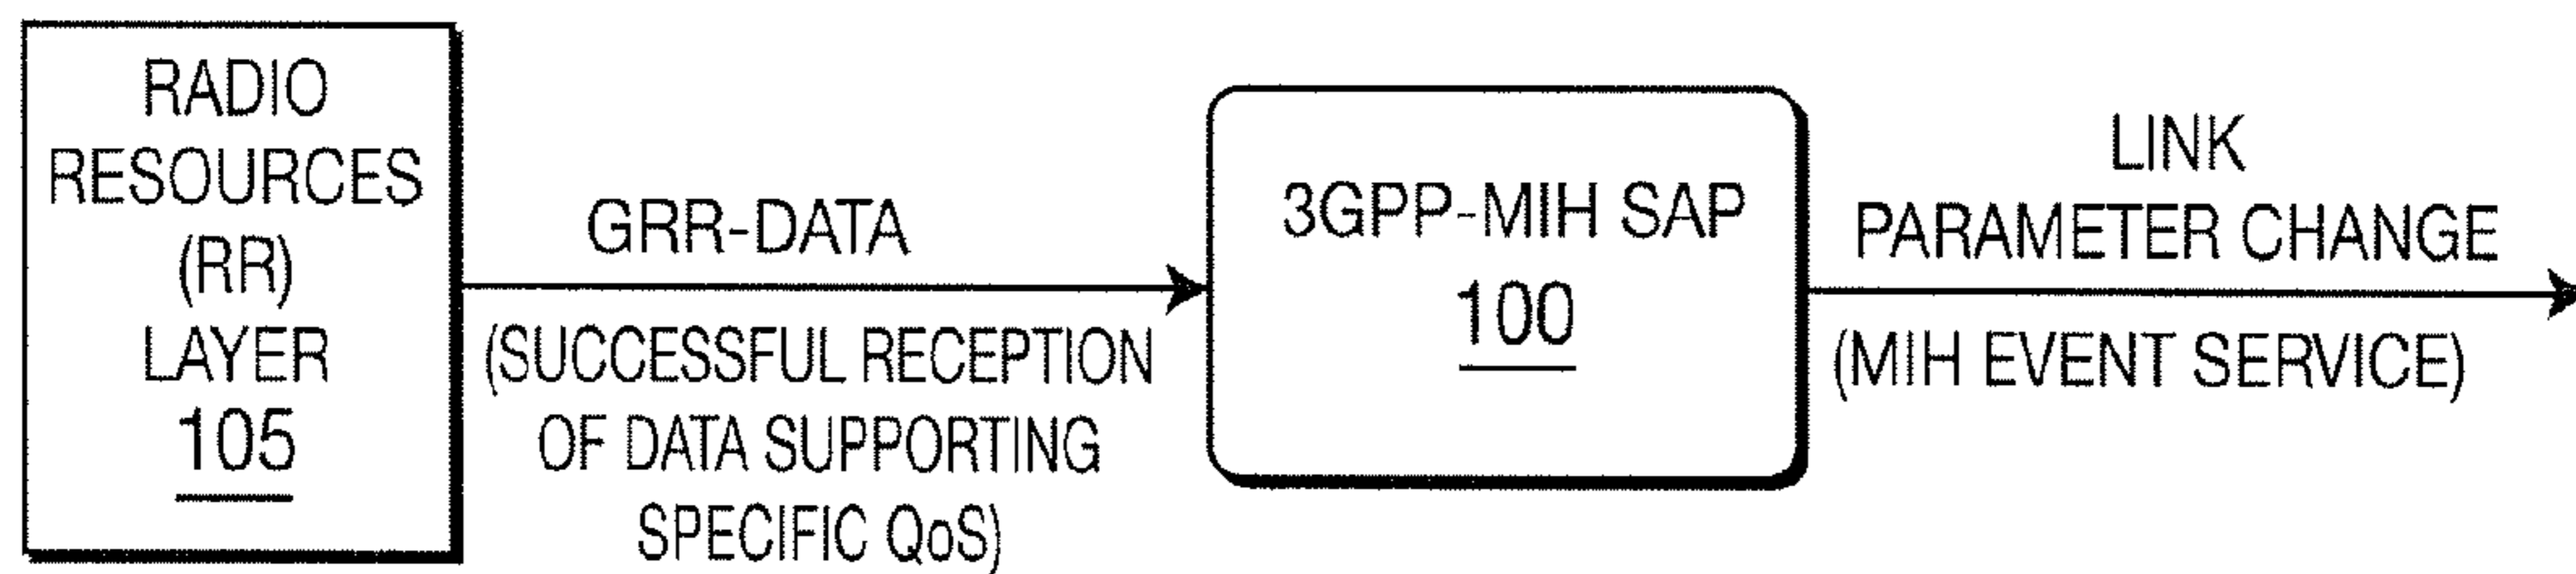 RADIO
RESOURCES
(RR)
LAYER
105
GRR-DATA
(SUCCESSFUL RECEPTION
OF DATA SUPPORTING
SPECIFIC QoS)
3GPP-MIH SAP
100
LINK
PARAMETER CHANGE
(MIH EVENT SERVICE)